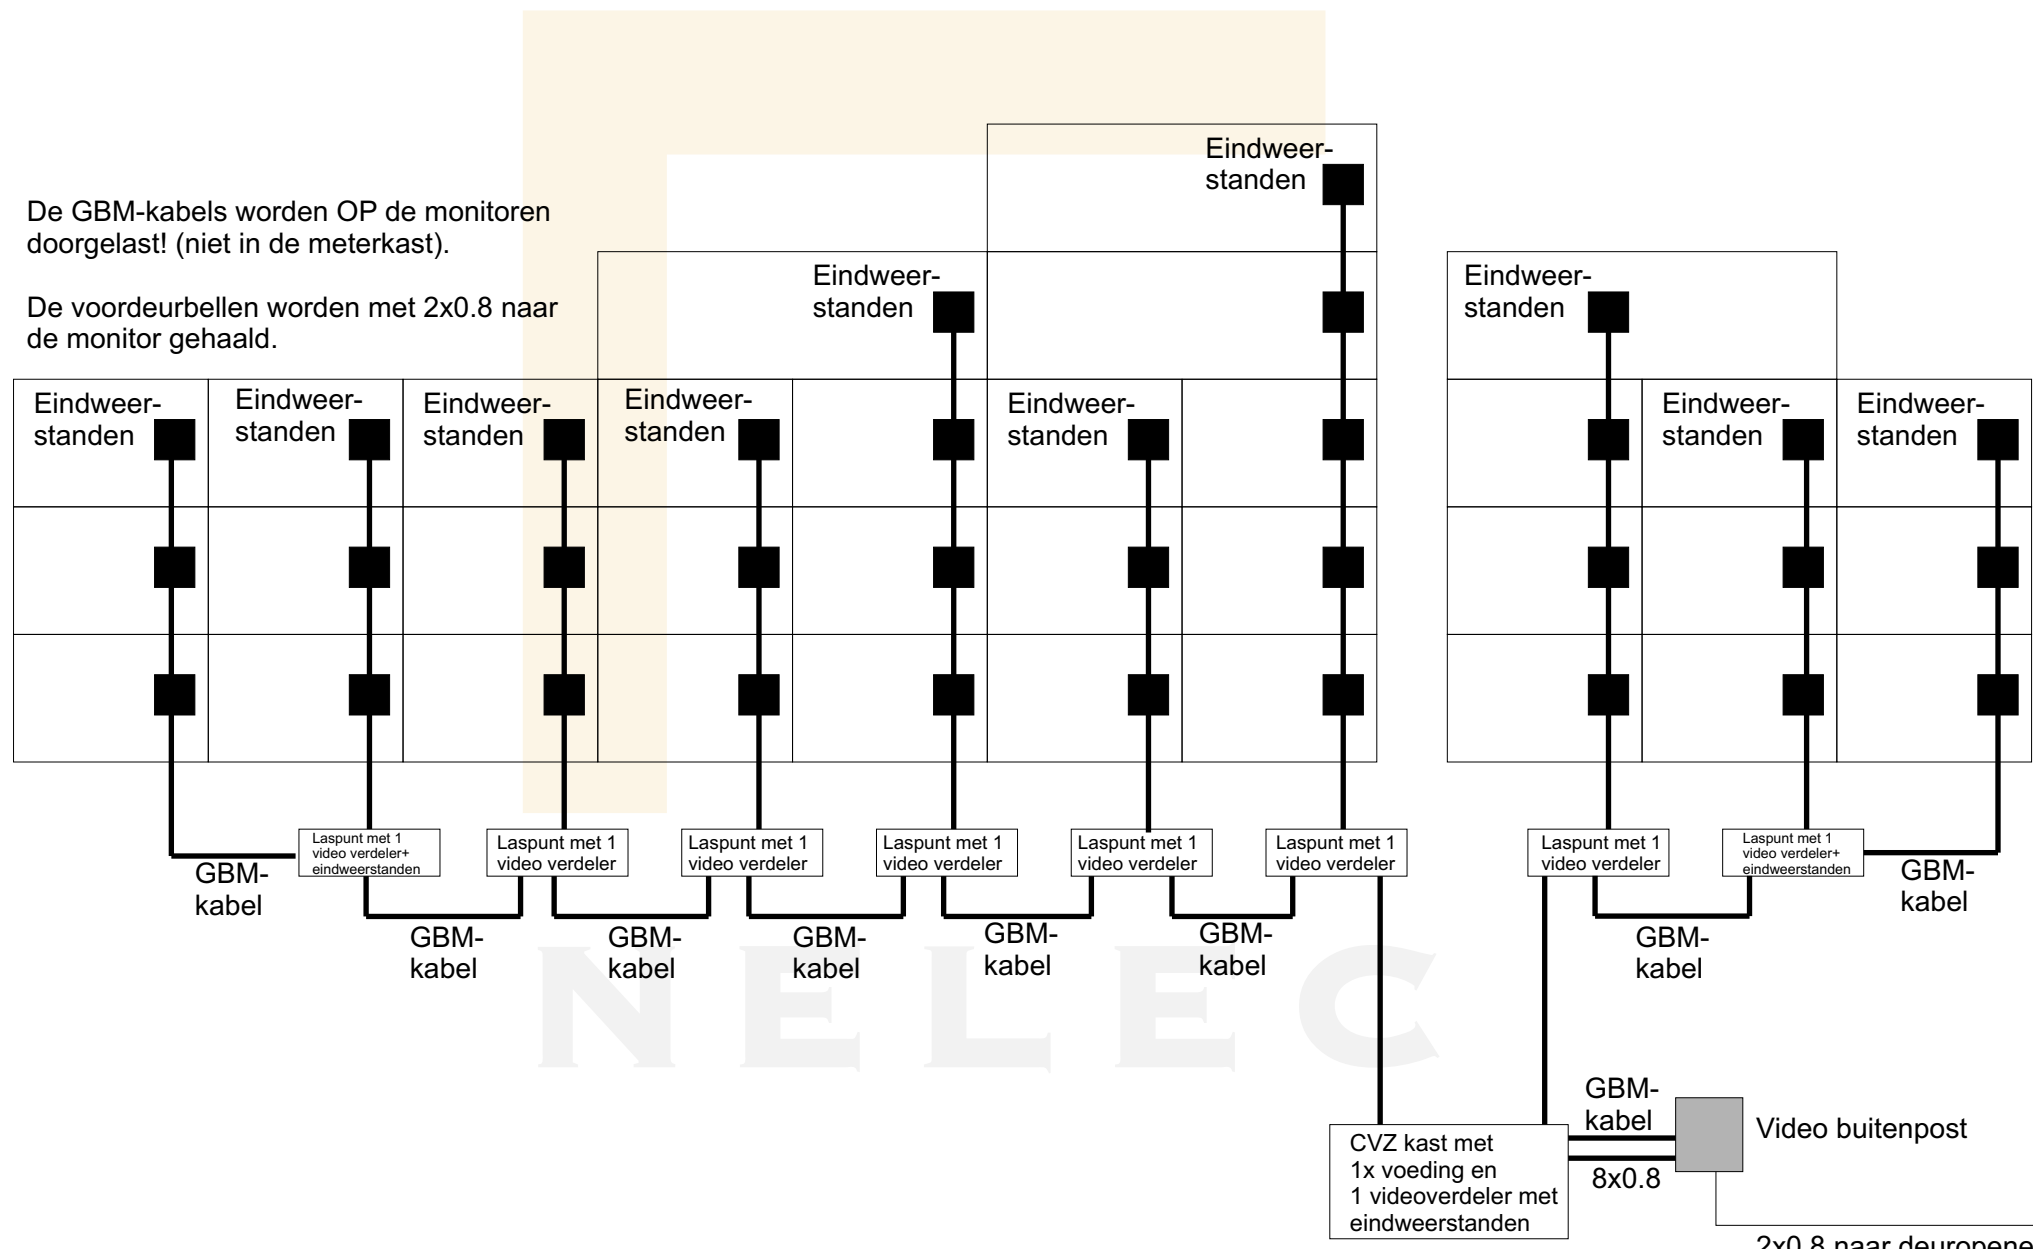 De GBM-kabels worden OP de monitoren
doorgelast! (niet in de meterkast).
De voordeurbellen worden met 2x0.8 naar
de monitor gehaald.
Eindweer-
standen
Eindweer-
standen
Eindweer-
standen
Eindweer-
standen
Eindweer-
standen
Eindweer-
standen
Eindweer-
standen
Eindweer-
standen
Eindweer-
standen
Eindweer-
standen
Laspunt met 1
video verdeler+
eindweerstanden
Laspunt met 1
video verdeler
Laspunt met 1
video verdeler
Laspunt met 1
video verdeler
Laspunt met 1
video verdeler
Laspunt met 1
video verdeler
Laspunt met 1
video verdeler
Laspunt met 1
video verdeler+
eindweerstanden
GBM-
kabel
GBM-
kabel
GBM-
kabel
GBM-
kabel
GBM-
kabel
GBM-
kabel
GBM-
kabel
GBM-
kabel
NELEC
GBM-
kabel
Video buitenpost
8x0.8
CVZ kast met
1x voeding en
1 videoverdeler met
eindweerstanden
2x0.8 naar deuropene